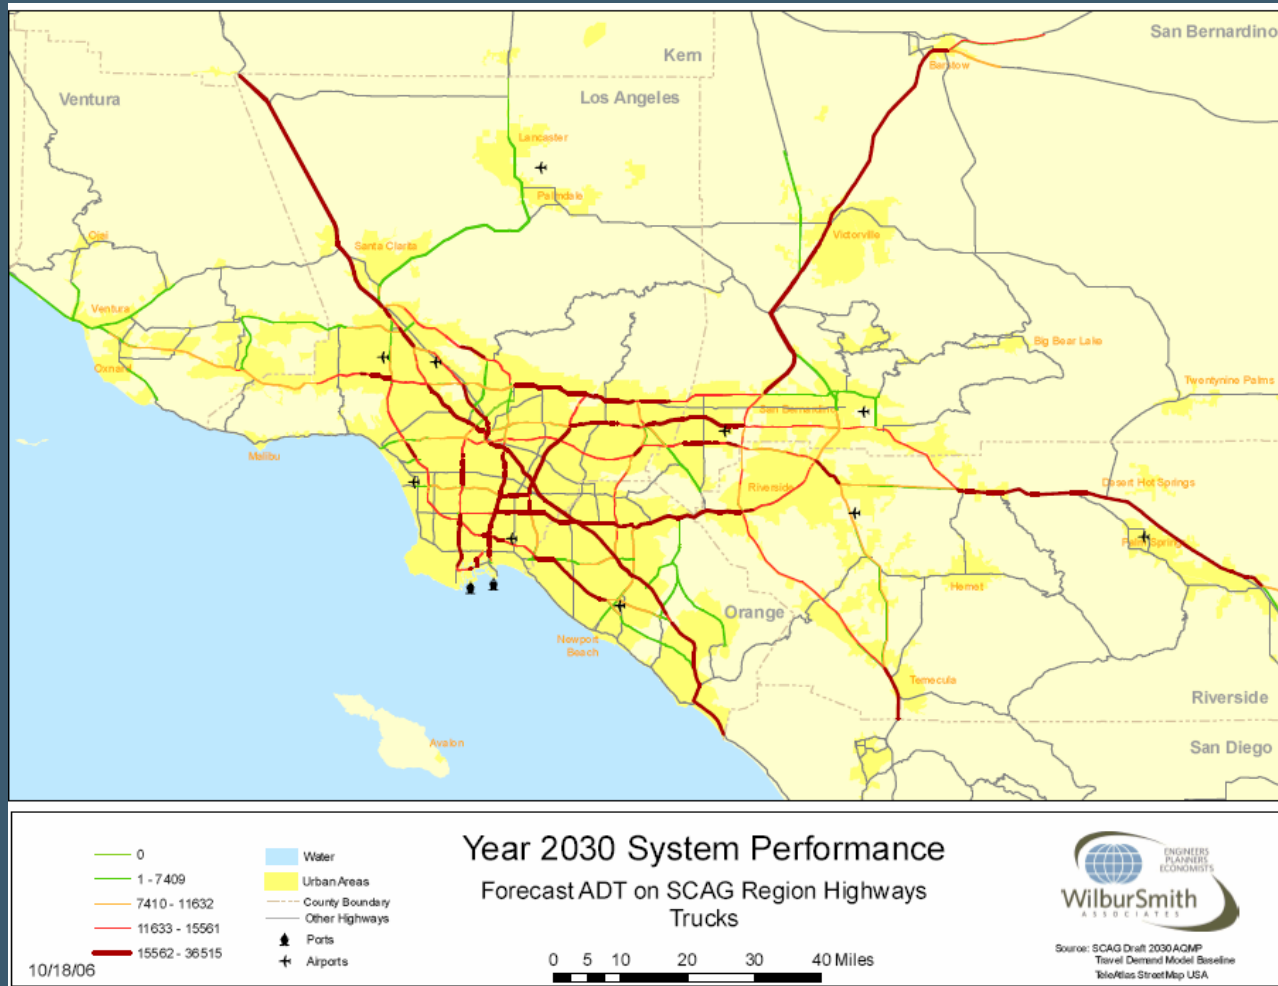 San Bernardino
Kern
Barstow
Ventura
Los Angeles
Lancaster
Palmdale
Ojai
Santa Clarita
Victorville
Ventura
Oxnard
Big Bear Lake
Twentynine Palms
San Bernardino
Malibu
Riverside
Desert Hot Springs
Palm Springs
Hemet
Orange
Newport
Beach
Temecula
Riverside
Avalon
San Diego
0
1 - 7409
7410 - 11632
11633 - 15561
15562 - 36515
10/18/06
Water
Urban Areas
County Boundary
Other Highways
Ports
Airports
Year 2030 System Performance
Forecast ADT on SCAG Region Highways
Trucks
0 5 10 20 30 40 Miles
ENGINEERS
PLANNERS
ECONOMISTS
WilburSmith
ASSOCIATES
Source: SCAG Draft 2030 AQMP
Travel Demand Model Baseline
TeleAtlas StreetMap USA